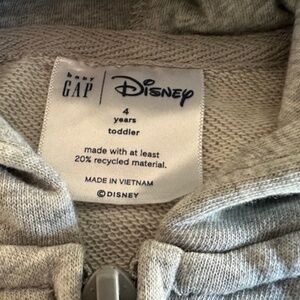 baby
GAP
Disney
4
years
toddler
made with at least
20% recycled material.
MADE IN VIETNAM
©DISNEY